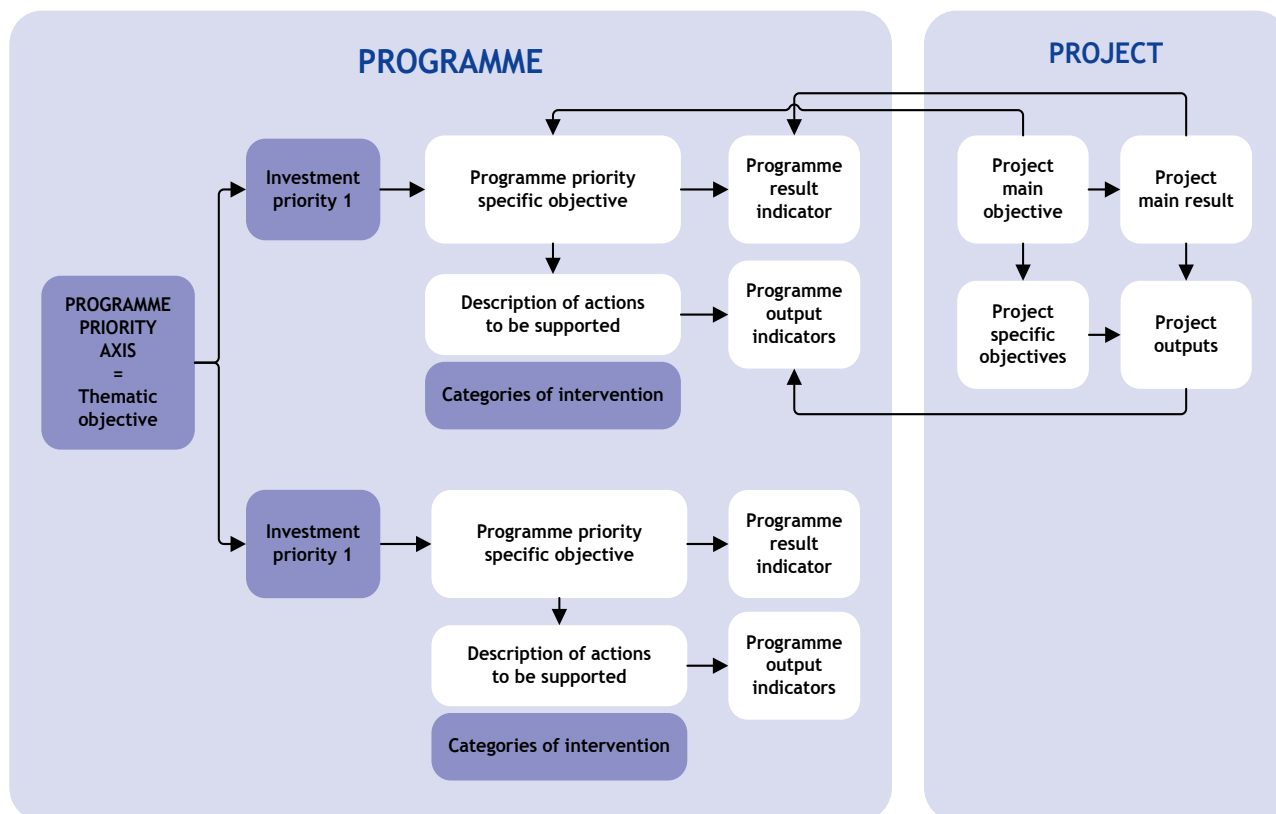 PROGRAMME
PROJECT
PROGRAMME
PRIORITY
AXIS
=
Thematic
objective
Investment
priority 1
Programme priority
specific objective
Programme
result
indicator
Description of actions
to be supported
Programme
output
indicators
Categories of intervention
Investment
priority 1
Programme priority
specific objective
Programme
result
indicator
Description of actions
to be supported
Programme
output
indicators
Categories of intervention
Project
main
objective
Project
main result
Project
specific
objectives
Project
outputs